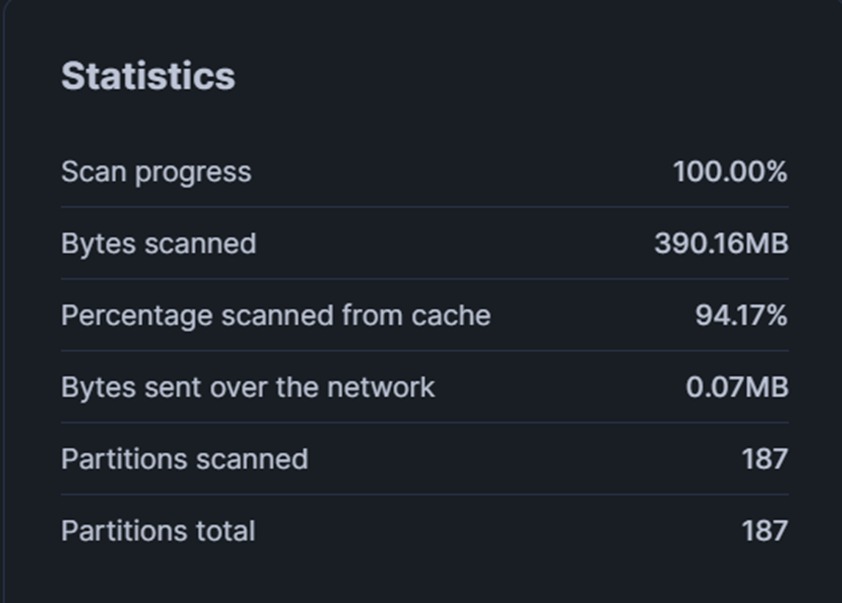 Statistics
Scan progress 100.00%
Bytes scanned 390.16MB
Percentage scanned from cache 94.17%
Bytes sent over the network 0.07MB
Partitions scanned 187
Partitions total 187